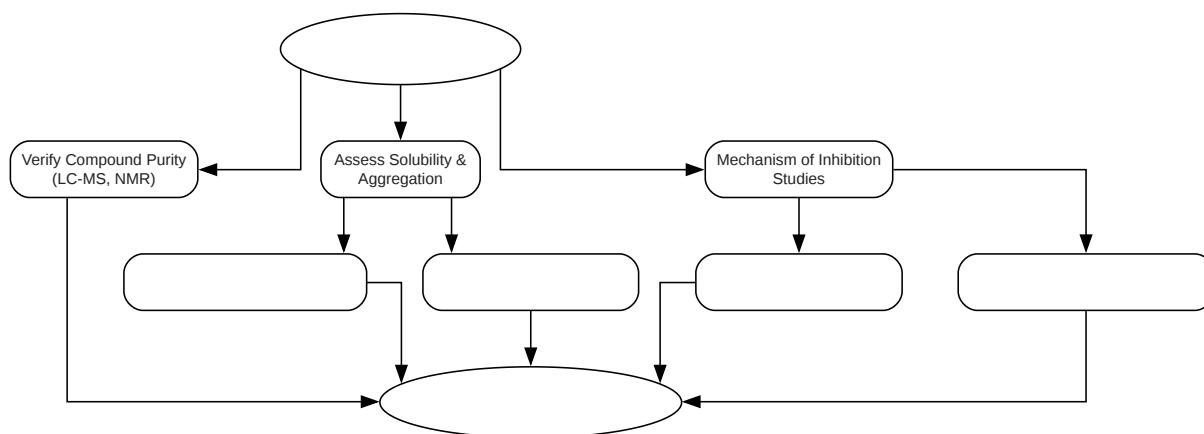 Verify Compound Purity
(LC-MS, NMR)
Assess Solubility &
Aggregation
Mechanism of Inhibition
Studies